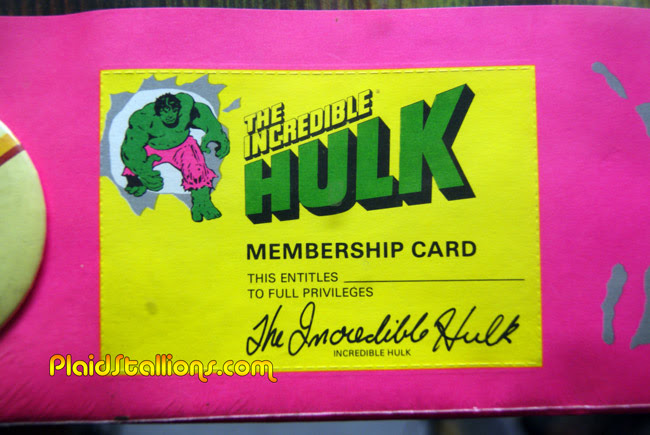 THE
INCREDIBLE
HULK
MEMBERSHIP CARD
THIS ENTITLES
TO FULL PRIVILEGES
The Incredible Hulk
INCREDIBLE HULK
PlaidStallions.com